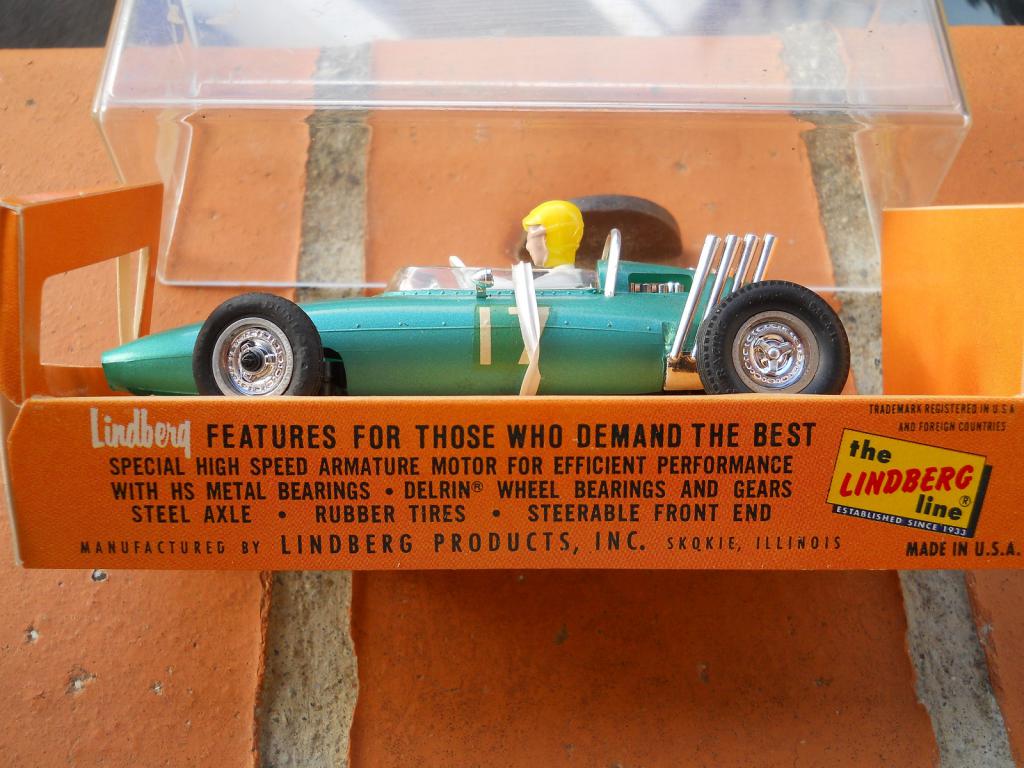 17
Lindberg FEATURES FOR THOSE WHO DEMAND THE BEST
SPECIAL HIGH SPEED ARMATURE MOTOR FOR EFFICIENT PERFORMANCE
WITH HS METAL BEARINGS • DELRIN® WHEEL BEARINGS AND GEARS
STEEL AXLE • RUBBER TIRES • STEERABLE FRONT END
MANUFACTURED BY LINDBERG PRODUCTS, INC. SKOKIE, ILLINOIS
TRADEMARK REGISTERED IN U.S.A.
AND FOREIGN COUNTRIES
the
LINDBERG
line®
ESTABLISHED SINCE 1933
MADE IN U.S.A.